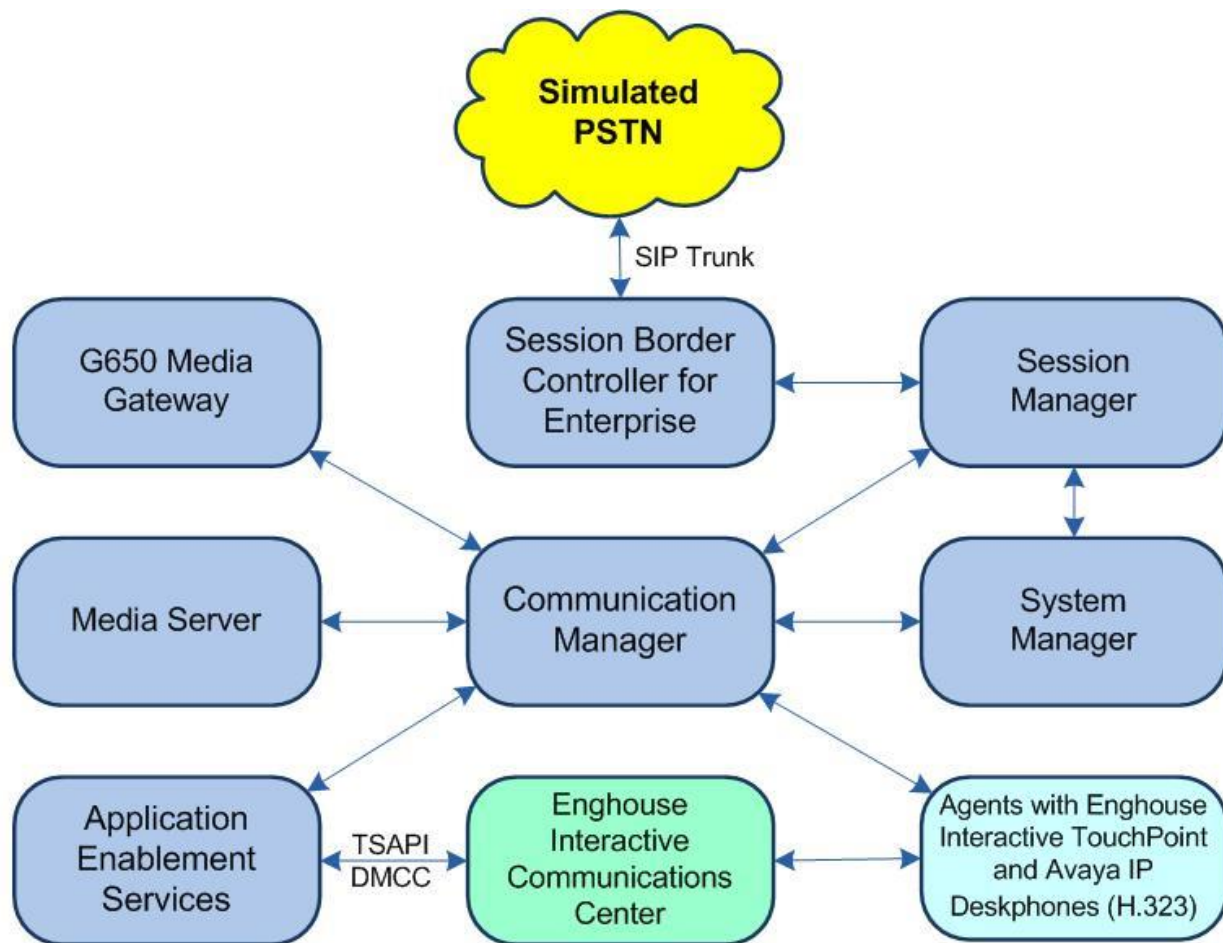 Simulated
PSTN
SIP Trunk
G650 Media
Gateway
Session Border
Controller for
Enterprise
Session
Manager
Media Server
Communication
Manager
System
Manager
Application
Enablement
Services
TSAPI
DMCC
Enghouse
Interactive
Communications
Center
Agents with Enghouse
Interactive TouchPoint
and Avaya IP
Deskphones (H.323)